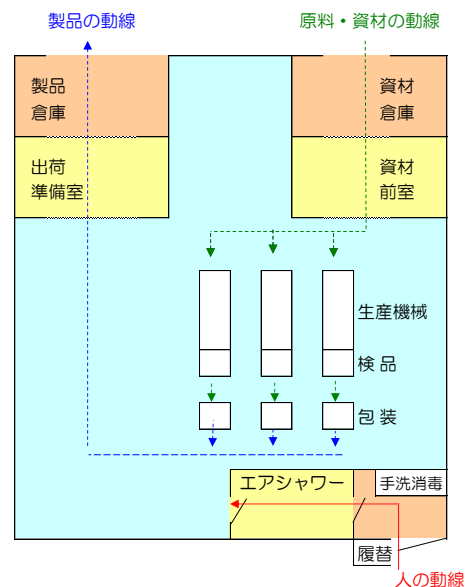 製品の動線
原料・資材の動線
製品
倉庫
資材
倉庫
出荷
準備室
資材
前室
生産機械
検品
包装
エアシャワー
手洗消毒
履替
人の動線